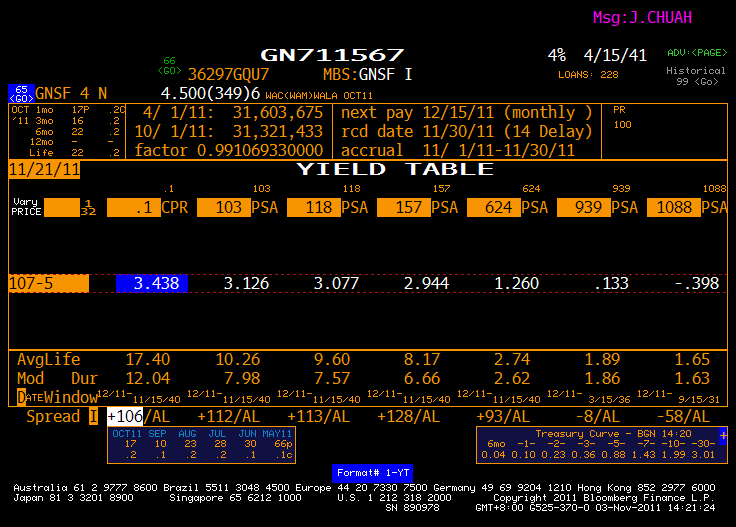 Msg:J.CHUAH
66
<GO>
GN711567
4% 4/15/41
ADV:<PAGE>
36297GQU7 MBS:GNSF I
LOANS: 228
Historical
99 <Go>
65
<GO>
GNSF 4 N 4.500(349)6 WAC(WAM)WALA OCT11
OCT 1mo 17P .2C
'11 3mo 16 .2
6mo 22 .2
12mo - -
Life 22 .2
4/ 1/11: 31,603,675
10/ 1/11: 31,321,433
factor 0.991069330000
next pay 12/15/11 (monthly )
rcd date 11/30/11 (14 Delay)
accrual 11/ 1/11-11/30/11
PR
100
11/21/11 YIELD TABLE
.1 103 118 157 624 939 1088
Vary
PRICE
1
32
.1 CPR 103 PSA 118 PSA 157 PSA 624 PSA 939 PSA 1088 PSA
107-5 3.438 3.126 3.077 2.944 1.260 .133 -.398
AvgLife 17.40 10.26 9.60 8.17 2.74 1.89 1.65
Mod Dur 12.04 7.98 7.57 6.66 2.62 1.86 1.63
DATE Window 12/11- 12/11- 12/11- 12/11- 12/11- 12/11- 12/11-
11/15/40 11/15/40 11/15/40 11/15/40 11/15/40 3/15/36 9/15/31
Spread I +106/AL +112/AL +113/AL +128/AL +93/AL -8/AL -58/AL
OCT11 SEP AUG JUL JUN MAY11
17 10 23 28 30 66p
.2 .1 .2 .1 .1 .1c
Treasury Curve - BGN 14:20
6mo -1- -2- -3- -5- -7- -10- -30-
0.04 0.10 0.23 0.36 0.88 1.43 1.99 3.01
+
Format# 1-YT
Australia 61 2 9777 8600 Brazil 5511 3048 4500 Europe 44 20 7330 7500 Germany 49 69 9204 1210 Hong Kong 852 2977 6000
Japan 81 3 3201 8900 Singapore 65 6212 1000 U.S. 1 212 318 2000 Copyright 2011 Bloomberg Finance L.P.
SN 890978 GMT+8:00 G525-370-0 03-Nov-2011 14:21:24